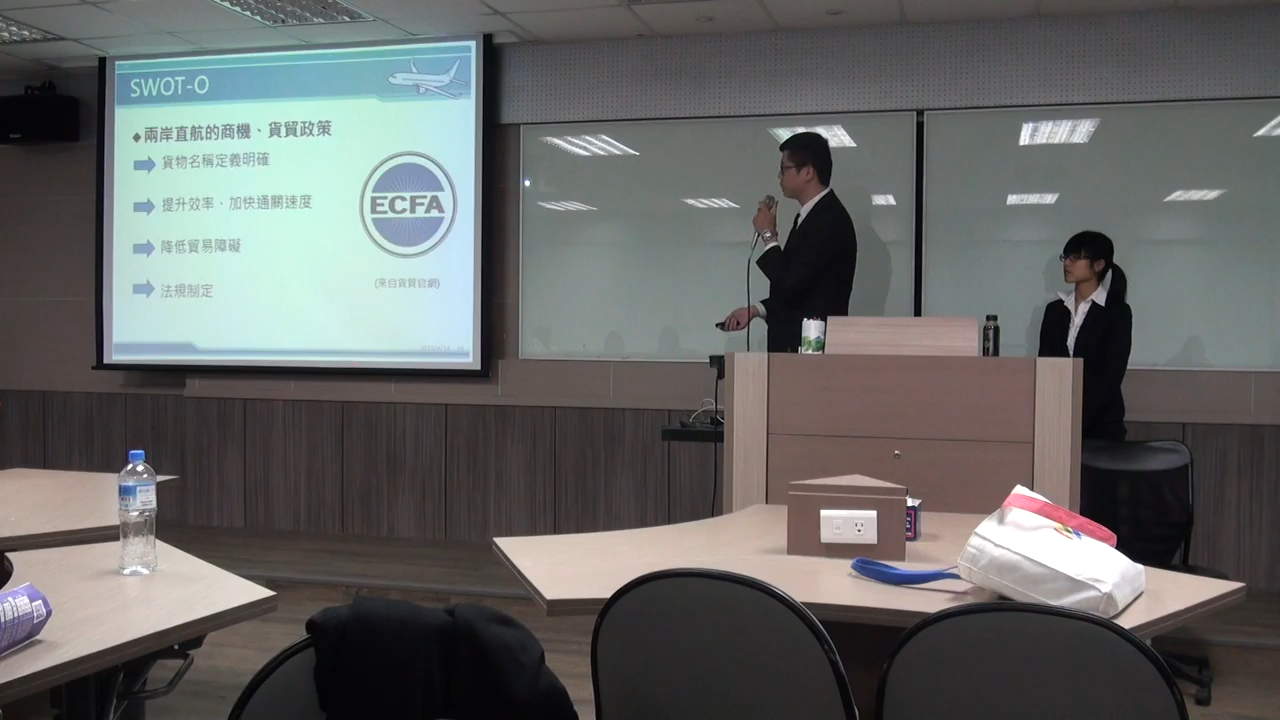 SWOT-O
兩岸直航的商機、貨貿政策
貨物名稱定義明確
提升效率、加快通關速度
降低貿易障礙
法規制定
ECFA
(來自貨貿官網)